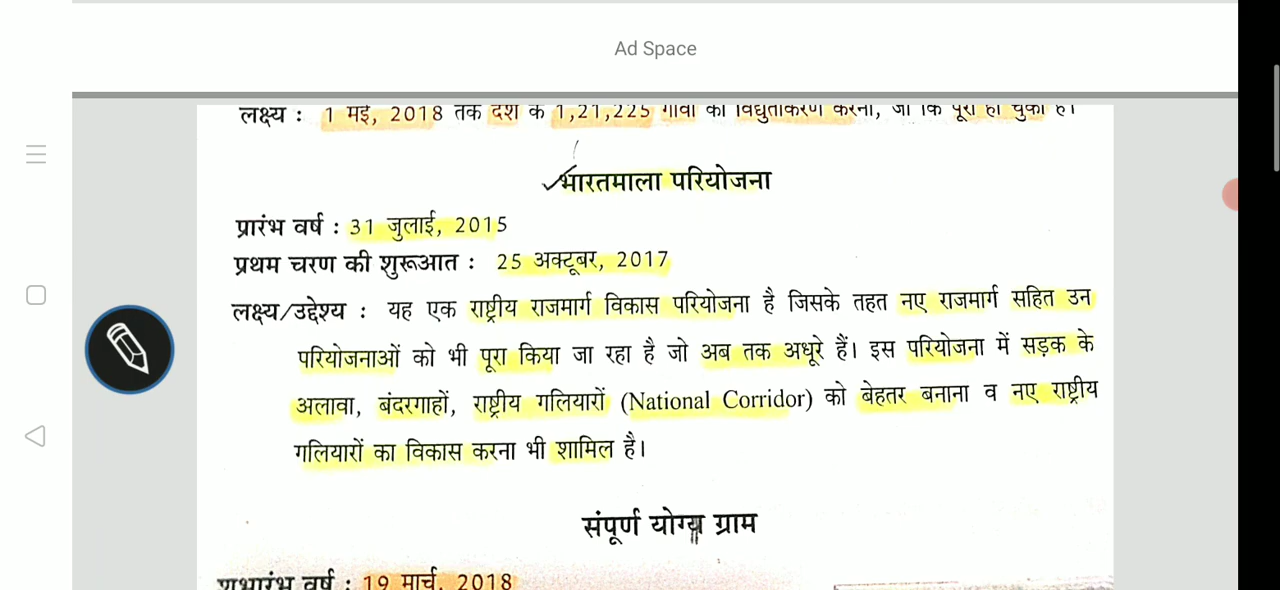 Ad Space
लक्ष्य : 1 मई, 2018 तक देश के 1,21,225 गांवों का विद्युतीकरण करना, जो कि पूरा हो चुका है।
भारतमाला परियोजना
प्रारंभ वर्ष : 31 जुलाई, 2015
प्रथम चरण की शुरूआत : 25 अक्टूबर, 2017
लक्ष्य/उद्देश्य : यह एक राष्ट्रीय राजमार्ग विकास परियोजना है जिसके तहत नए राजमार्ग सहित उन
परियोजनाओं को भी पूरा किया जा रहा है जो अब तक अधूरे हैं। इस परियोजना में सड़क के
अलावा, बंदरगाहों, राष्ट्रीय गलियारों (National Corridor) को बेहतर बनाना व नए राष्ट्रीय
गलियारों का विकास करना भी शामिल है।
संपूर्ण योग्य ग्राम
शुभारंभ वर्ष : 19 मार्च, 2018